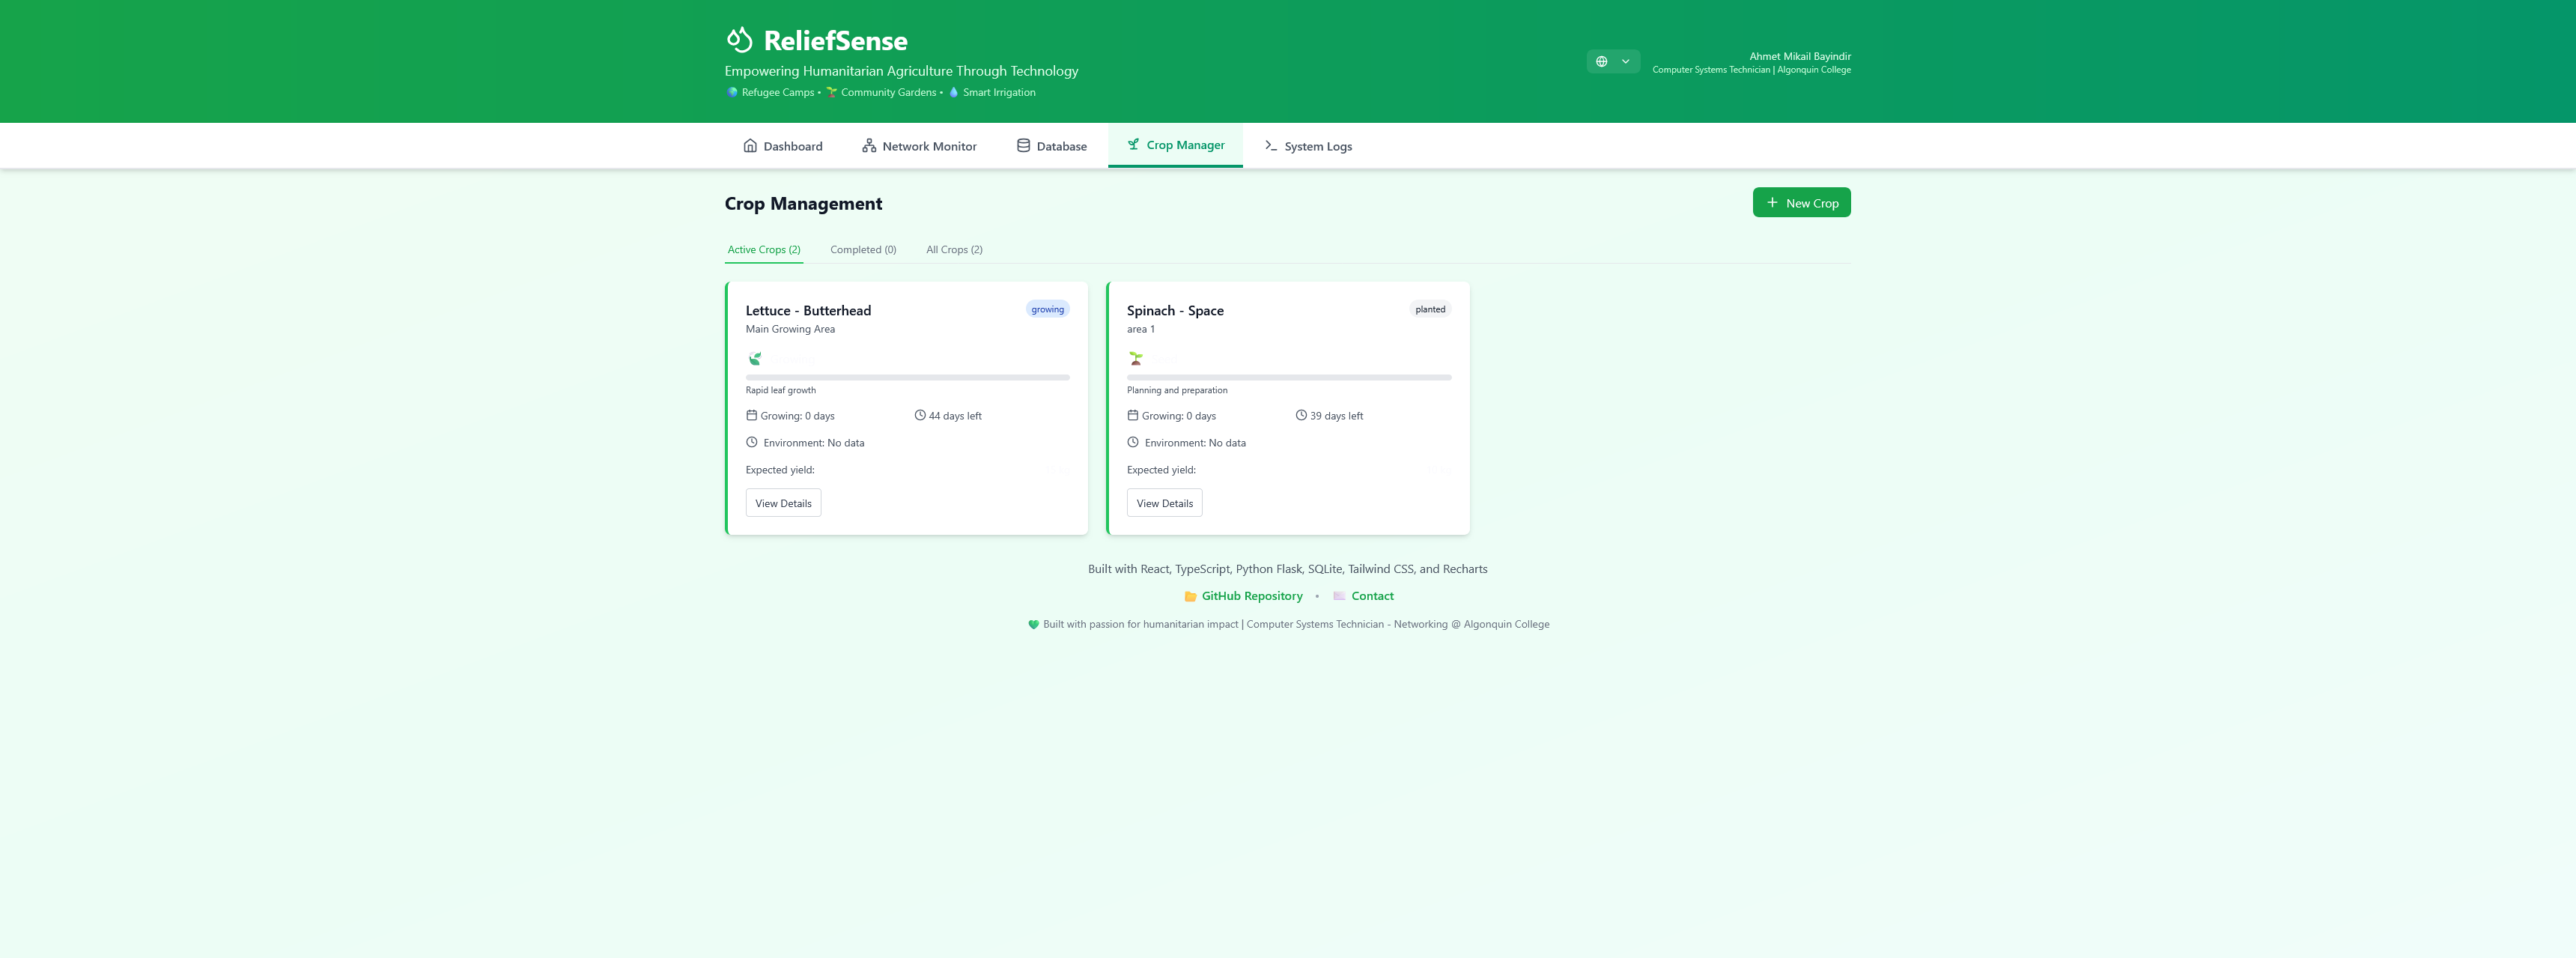 ReliefSense
Empowering Humanitarian Agriculture Through Technology
Refugee Camps • Community Gardens • Smart Irrigation
Ahmet Mikail Bayindir
Computer Systems Technician | Algonquin College
Dashboard Network Monitor Database Crop Manager System Logs
Crop Management
New Crop
Active Crops (2) Completed (0) All Crops (2)
Lettuce - Butterhead
growing
Main Growing Area
Rapid leaf growth
Growing: 0 days 44 days left
Environment: No data
Expected yield:
View Details
Spinach - Space
planted
area 1
Planning and preparation
Growing: 0 days 39 days left
Environment: No data
Expected yield:
View Details
Built with React, TypeScript, Python Flask, SQLite, Tailwind CSS, and Recharts
GitHub Repository • Contact
Built with passion for humanitarian impact | Computer Systems Technician - Networking @ Algonquin College